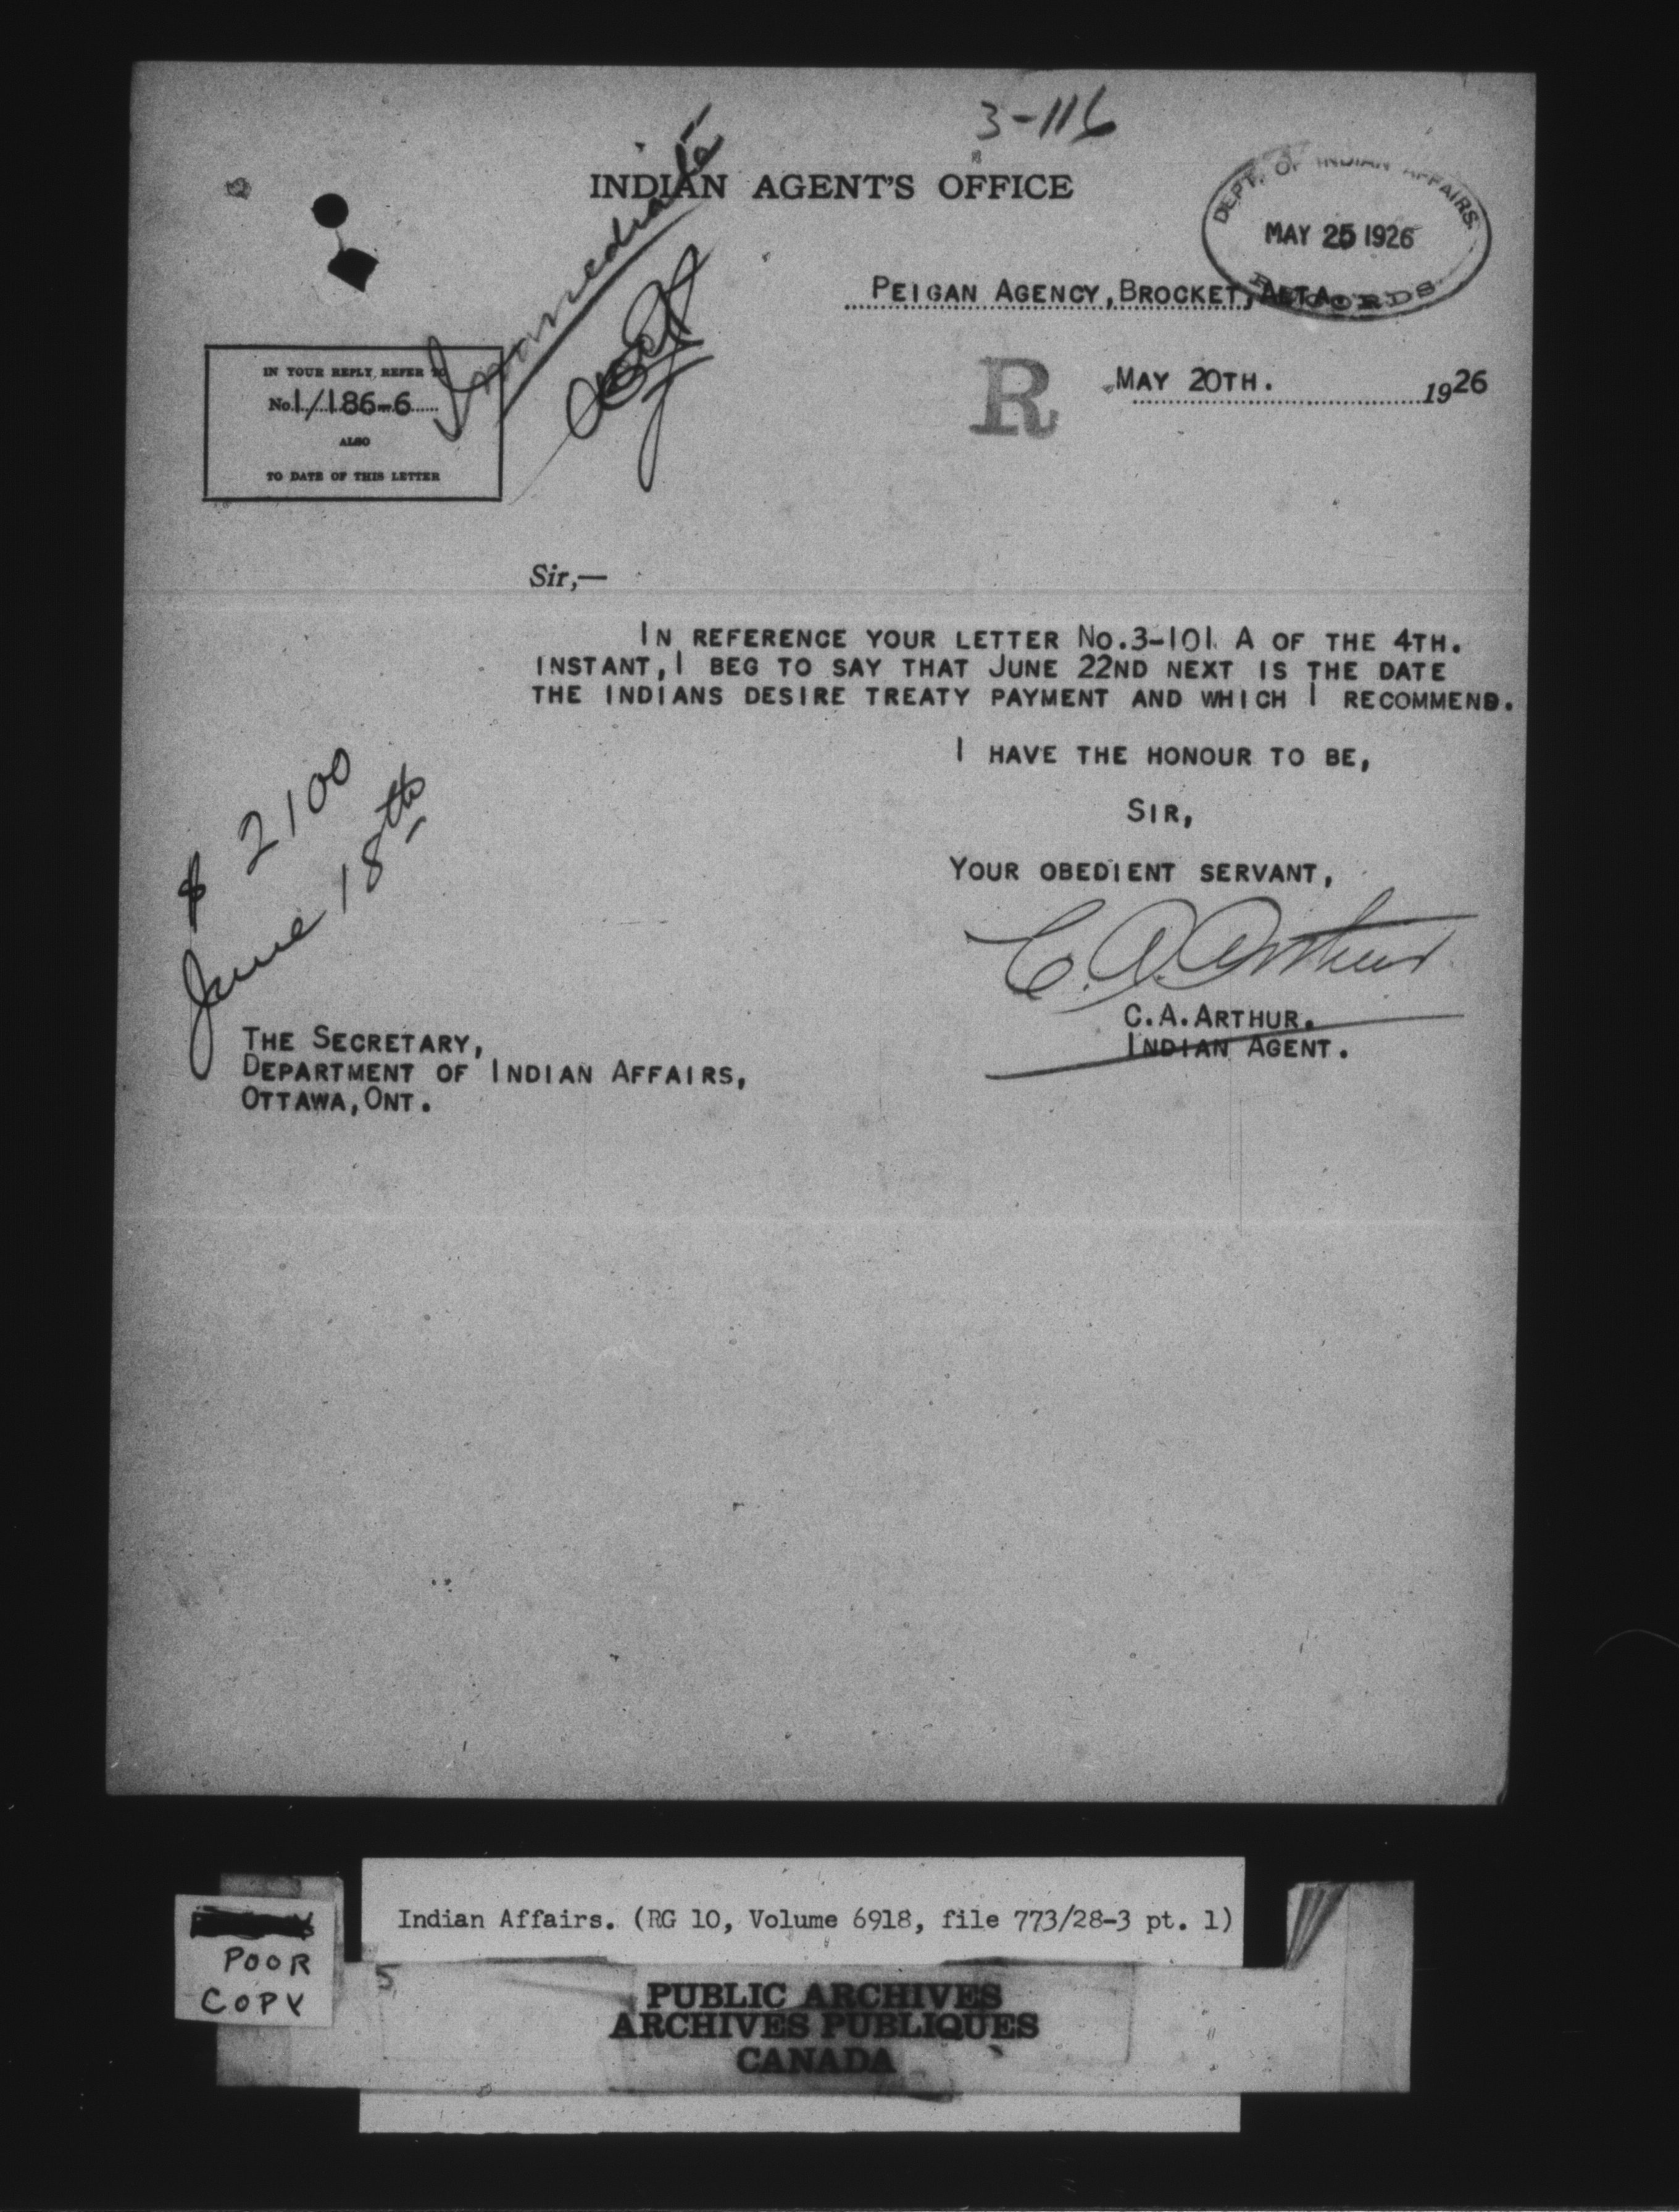 3-116
INDIAN AGENT'S OFFICE
Immediate
DEPT. OF INDIAN AFFAIRS
MAY 25 1926
RECORDS
PEIGAN AGENCY, BROCKET, ALTA.
R
MAY 20TH. 1926
IN YOUR REPLY REFER TO
No. 1/186-6
ALSO
TO DATE OF THIS LETTER
Sir,—
IN REFERENCE YOUR LETTER No.3-101 A OF THE 4TH.
INSTANT, I BEG TO SAY THAT JUNE 22ND NEXT IS THE DATE
THE INDIANS DESIRE TREATY PAYMENT AND WHICH I RECOMMEND.
I HAVE THE HONOUR TO BE,
SIR,
YOUR OBEDIENT SERVANT,
C. A. Arthur
C.A.ARTHUR.
INDIAN AGENT.
$ 2100
June 18th
THE SECRETARY,
DEPARTMENT OF INDIAN AFFAIRS,
OTTAWA, ONT.
Indian Affairs. (RG 10, Volume 6918, file 773/28-3 pt. 1)
POOR
COPY
5
PUBLIC ARCHIVES
ARCHIVES PUBLIQUES
CANADA